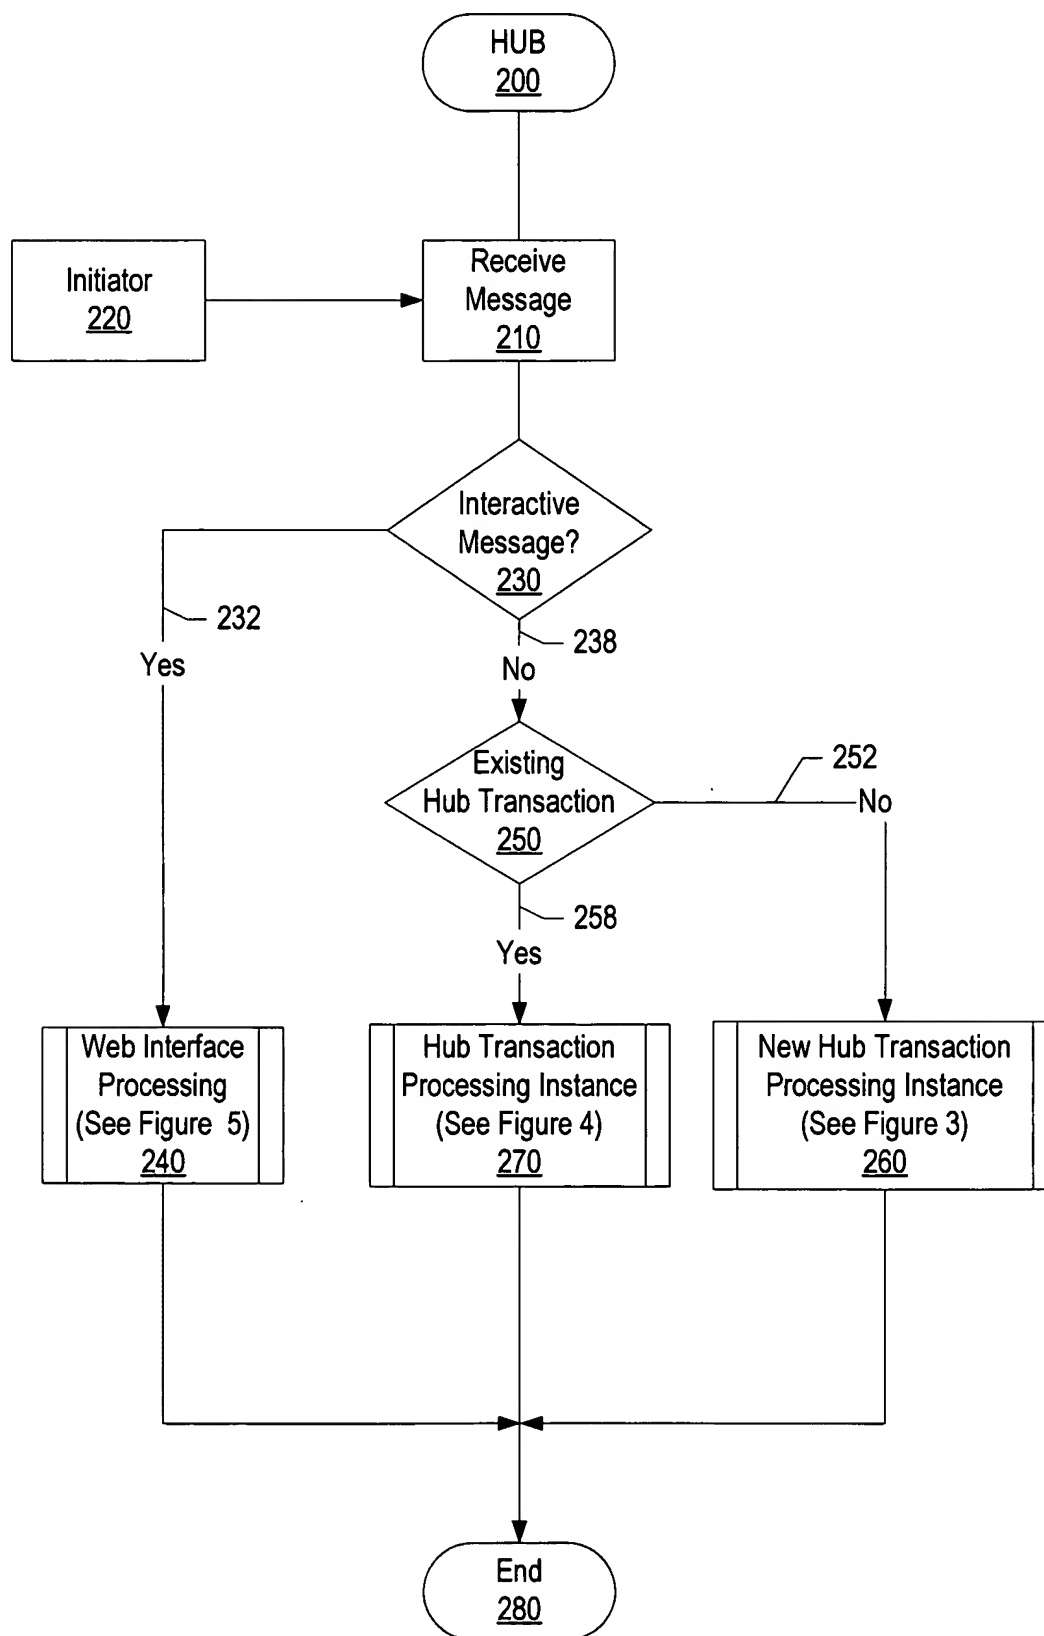 HUB
200
Initiator
220
Receive
Message
210
Interactive
Message?
230
232
238
Yes
No
Existing
Hub Transaction
250
252
No
258
Yes
Web Interface
Processing
(See Figure 5)
240
Hub Transaction
Processing Instance
(See Figure 4)
270
New Hub Transaction
Processing Instance
(See Figure 3)
260
End
280